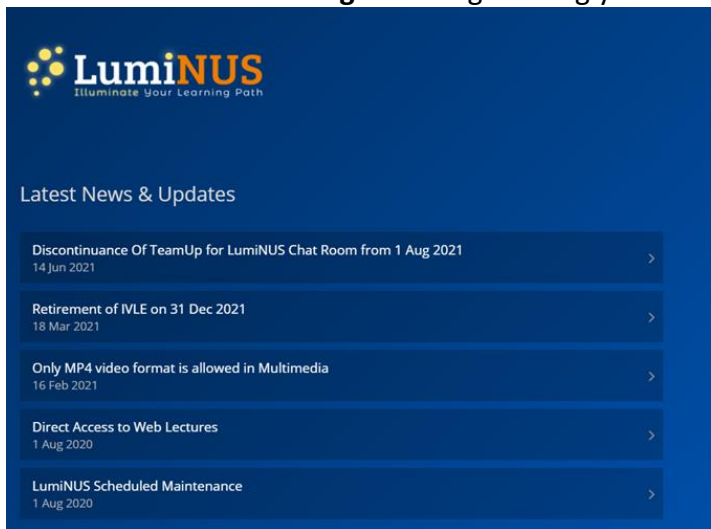 LumiNUS
Illuminate Your Learning Path
Latest News & Updates
Discontinuance Of TeamUp for LumiNUS Chat Room from 1 Aug 2021
14 Jun 2021
Retirement of IVLE on 31 Dec 2021
18 Mar 2021
Only MP4 video format is allowed in Multimedia
16 Feb 2021
Direct Access to Web Lectures
1 Aug 2020
LumiNUS Scheduled Maintenance
1 Aug 2020